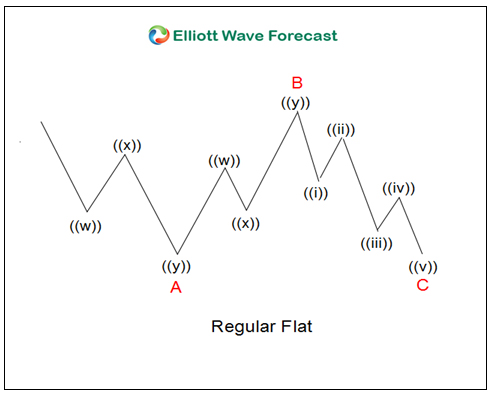 Elliott Wave Forecast
B
((y))
((x))
((ii))
((w))
((i))
((iv))
((w))
((x))
((iii))
((y))
((v))
A
C
Regular Flat